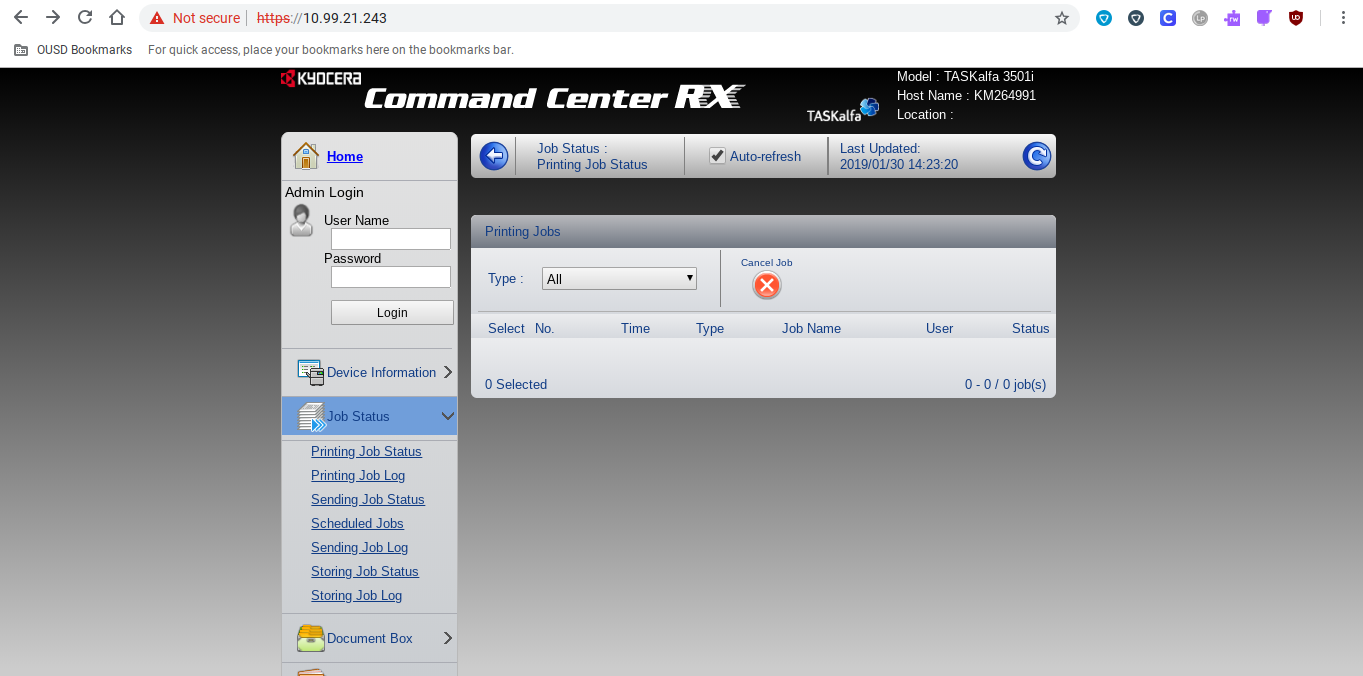 Not secure https://10.99.21.243
OUSD Bookmarks For quick access, place your bookmarks here on the bookmarks bar.
KYOCERA
Command Center RX
TASKalfa
Model : TASKalfa 3501i
Host Name : KM264991
Location :
Home
Admin Login
User Name
Password
Login
Device Information
Job Status
Printing Job Status
Printing Job Log
Sending Job Status
Scheduled Jobs
Sending Job Log
Storing Job Status
Storing Job Log
Document Box
Job Status :
Printing Job Status
Auto-refresh
Last Updated:
2019/01/30 14:23:20
Printing Jobs
Type : All
Cancel Job
Select No. Time Type Job Name User Status
0 Selected 0 - 0 / 0 job(s)